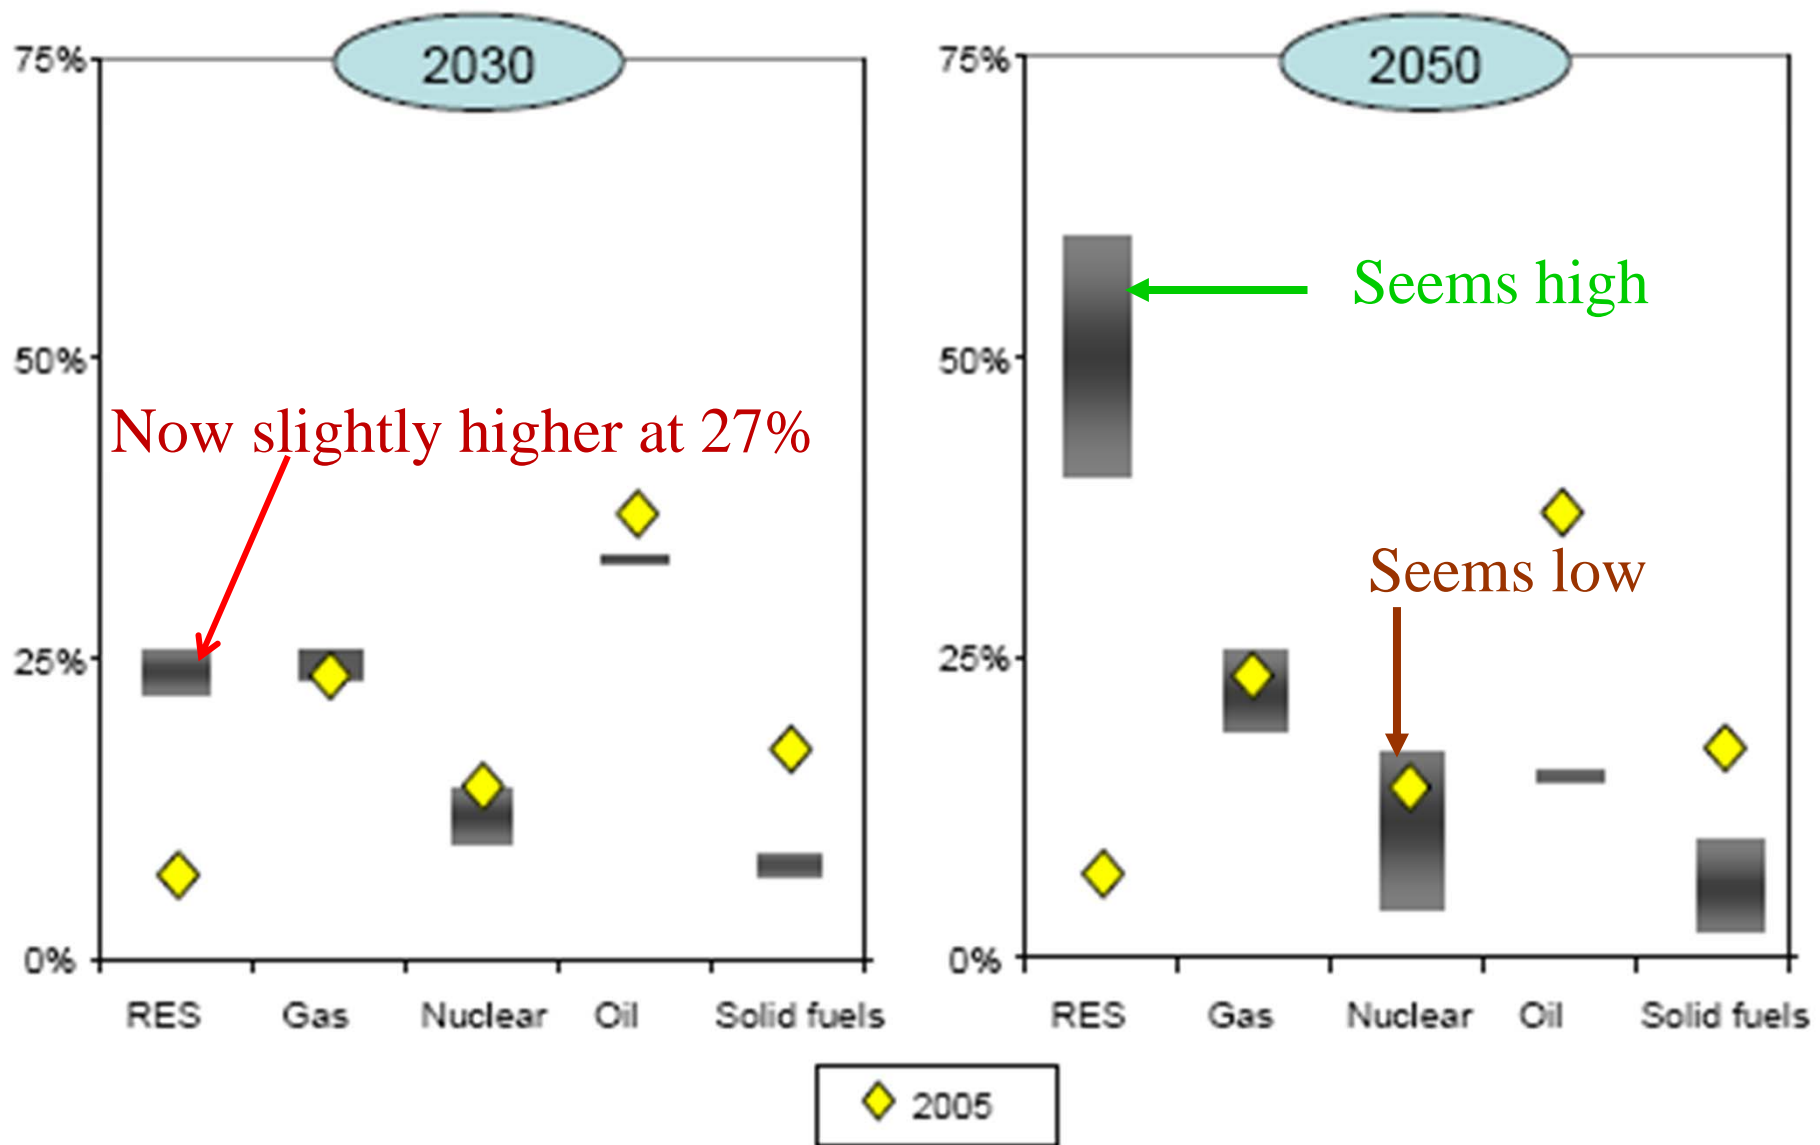 2030
75%
50%
Now slightly higher at 27%
25%
0%
RES Gas Nuclear Oil Solid fuels
2050
75%
Seems high
50%
Seems low
25%
0%
RES Gas Nuclear Oil Solid fuels
2005